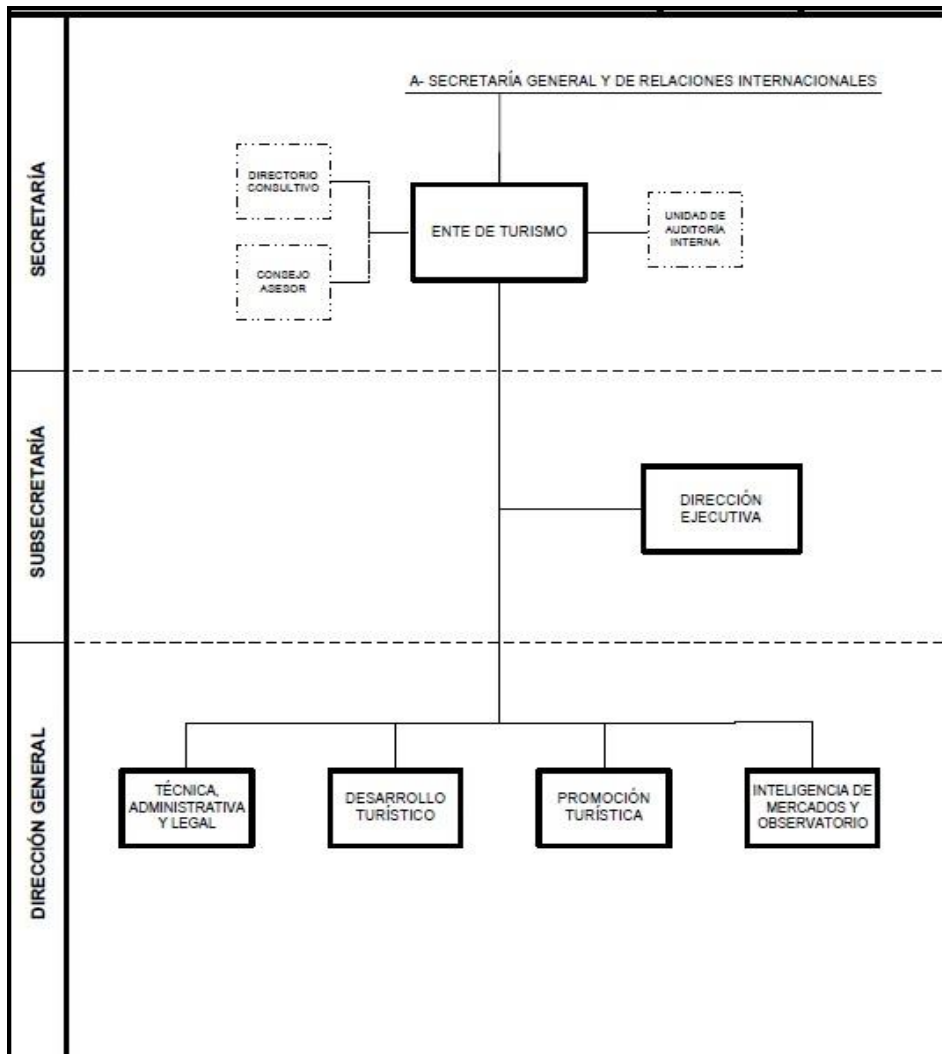 A- SECRETARÍA GENERAL Y DE RELACIONES INTERNACIONALES
SECRETARÍA
DIRECTORIO
CONSULTIVO
ENTE DE TURISMO
UNIDAD DE
AUDITORÍA
INTERNA
CONSEJO
ASESOR
SUBSECRETARÍA
DIRECCIÓN
EJECUTIVA
DIRECCIÓN GENERAL
TÉCNICA,
ADMINISTRATIVA
Y LEGAL
DESARROLLO
TURÍSTICO
PROMOCIÓN
TURÍSTICA
INTELIGENCIA DE
MERCADOS Y
OBSERVATORIO